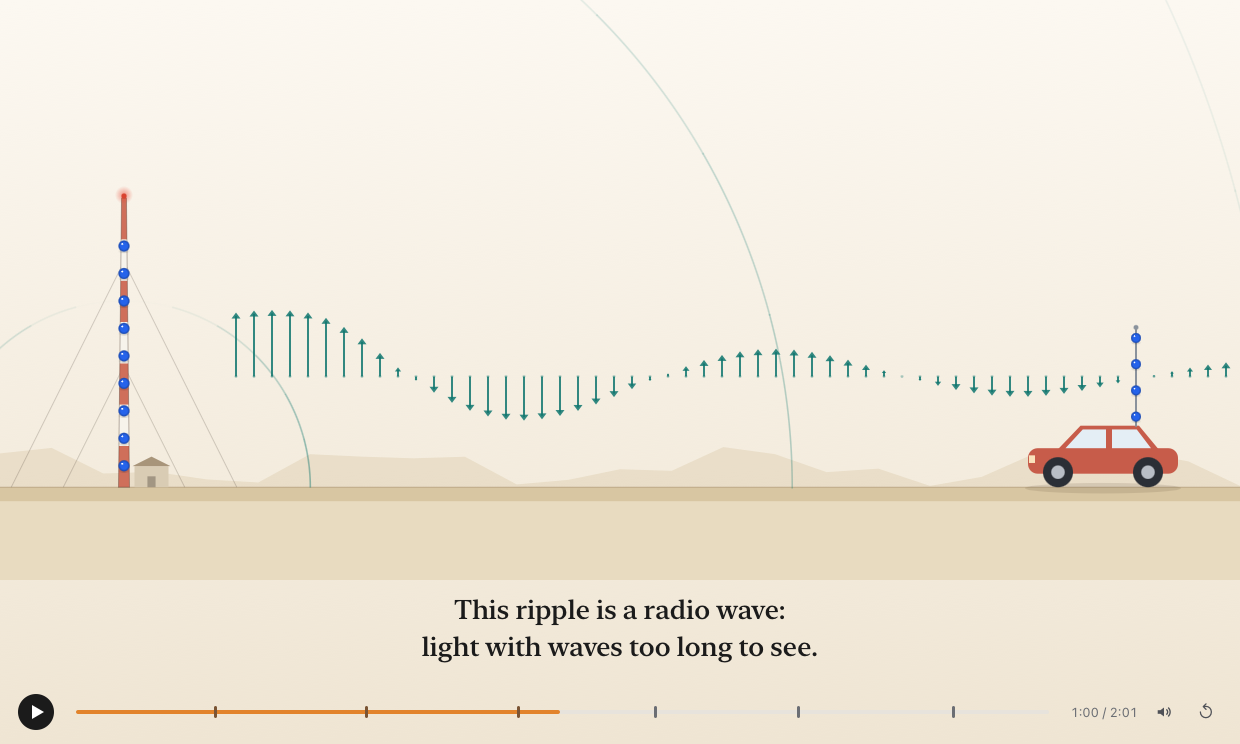 This ripple is a radio wave:
light with waves too long to see.
1:00 / 2:01